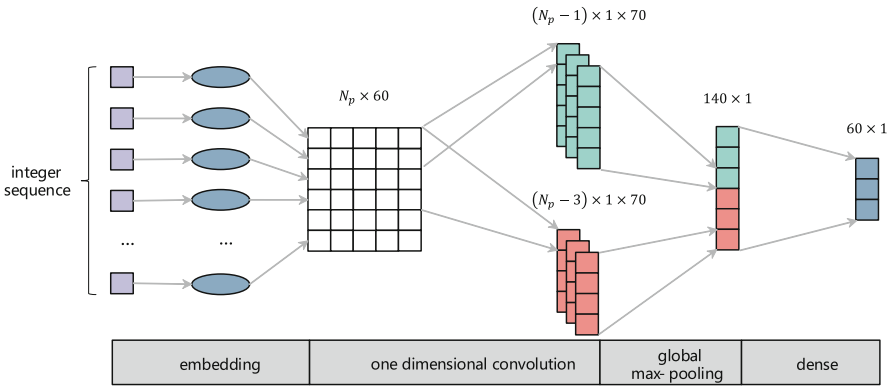 (N_p − 1) × 1 × 70
N_p × 60
140 × 1
60 × 1
integer
sequence
(N_p − 3) × 1 × 70
...
...
embedding
one dimensional convolution
global
max- pooling
dense